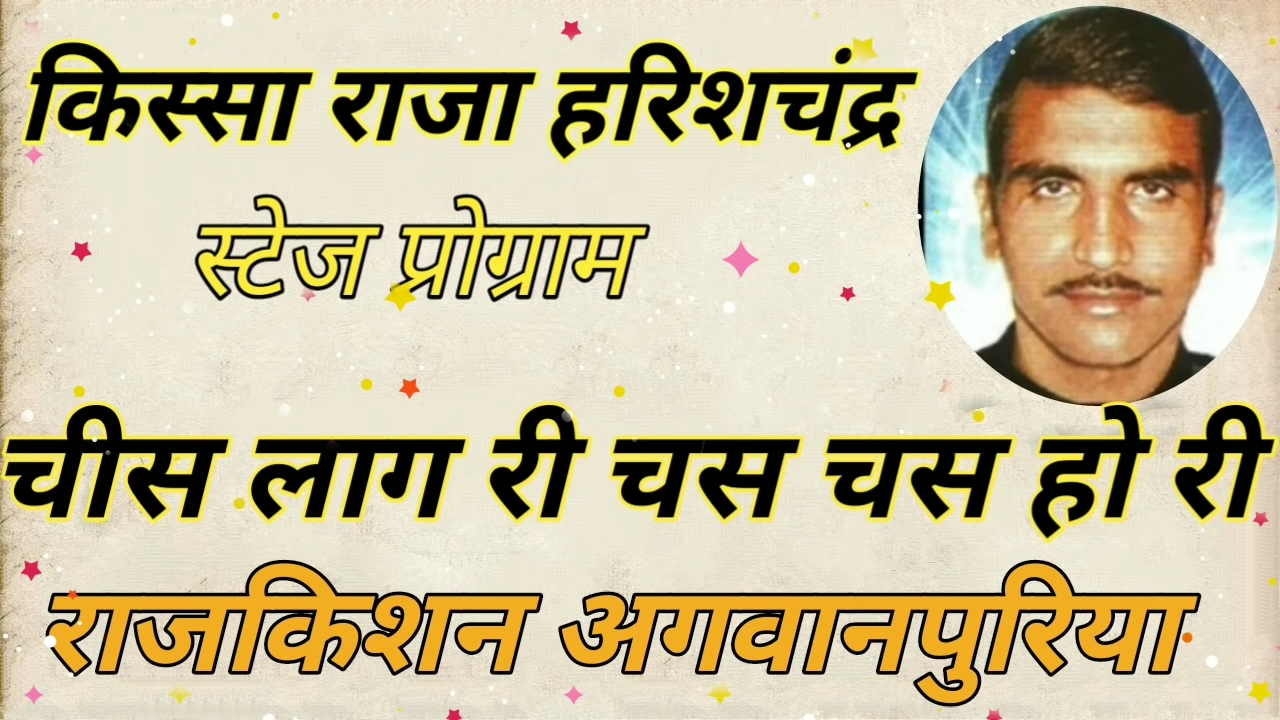 किस्सा राजा हरिशचंद्र
स्टेज प्रोग्राम
चीस लाग री चस चस हो री
राजकिशन अगवानपुरिया